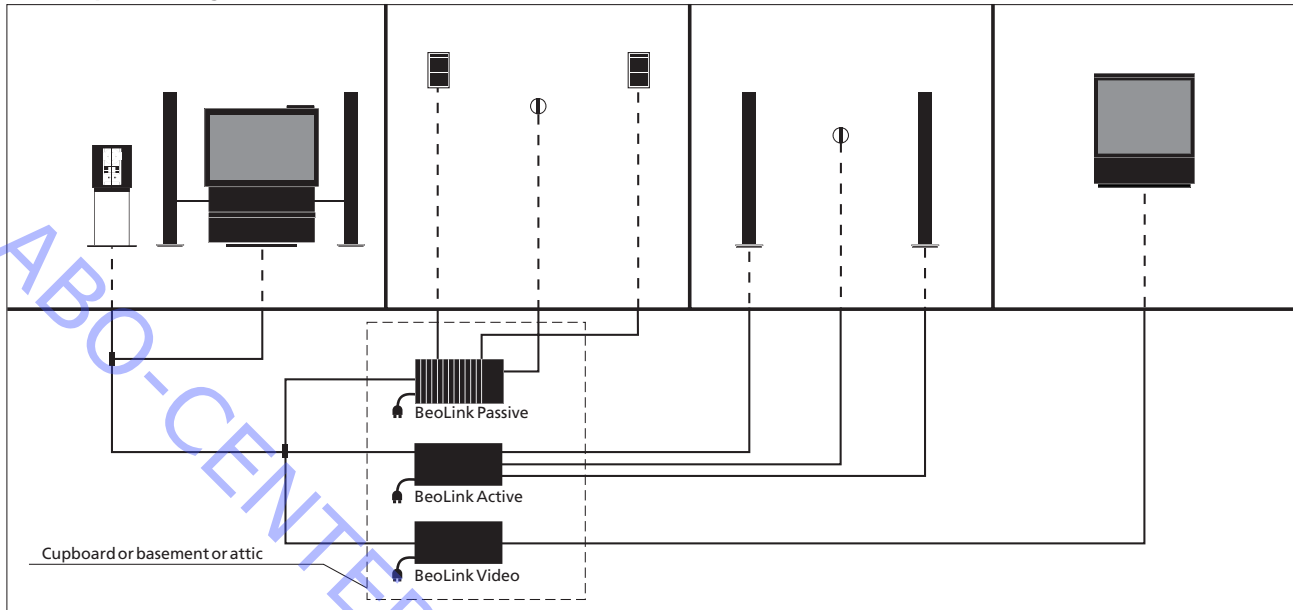 BeoLink Passive
BeoLink Active
Cupboard or basement or attic
BeoLink Video
ABO-CENTER